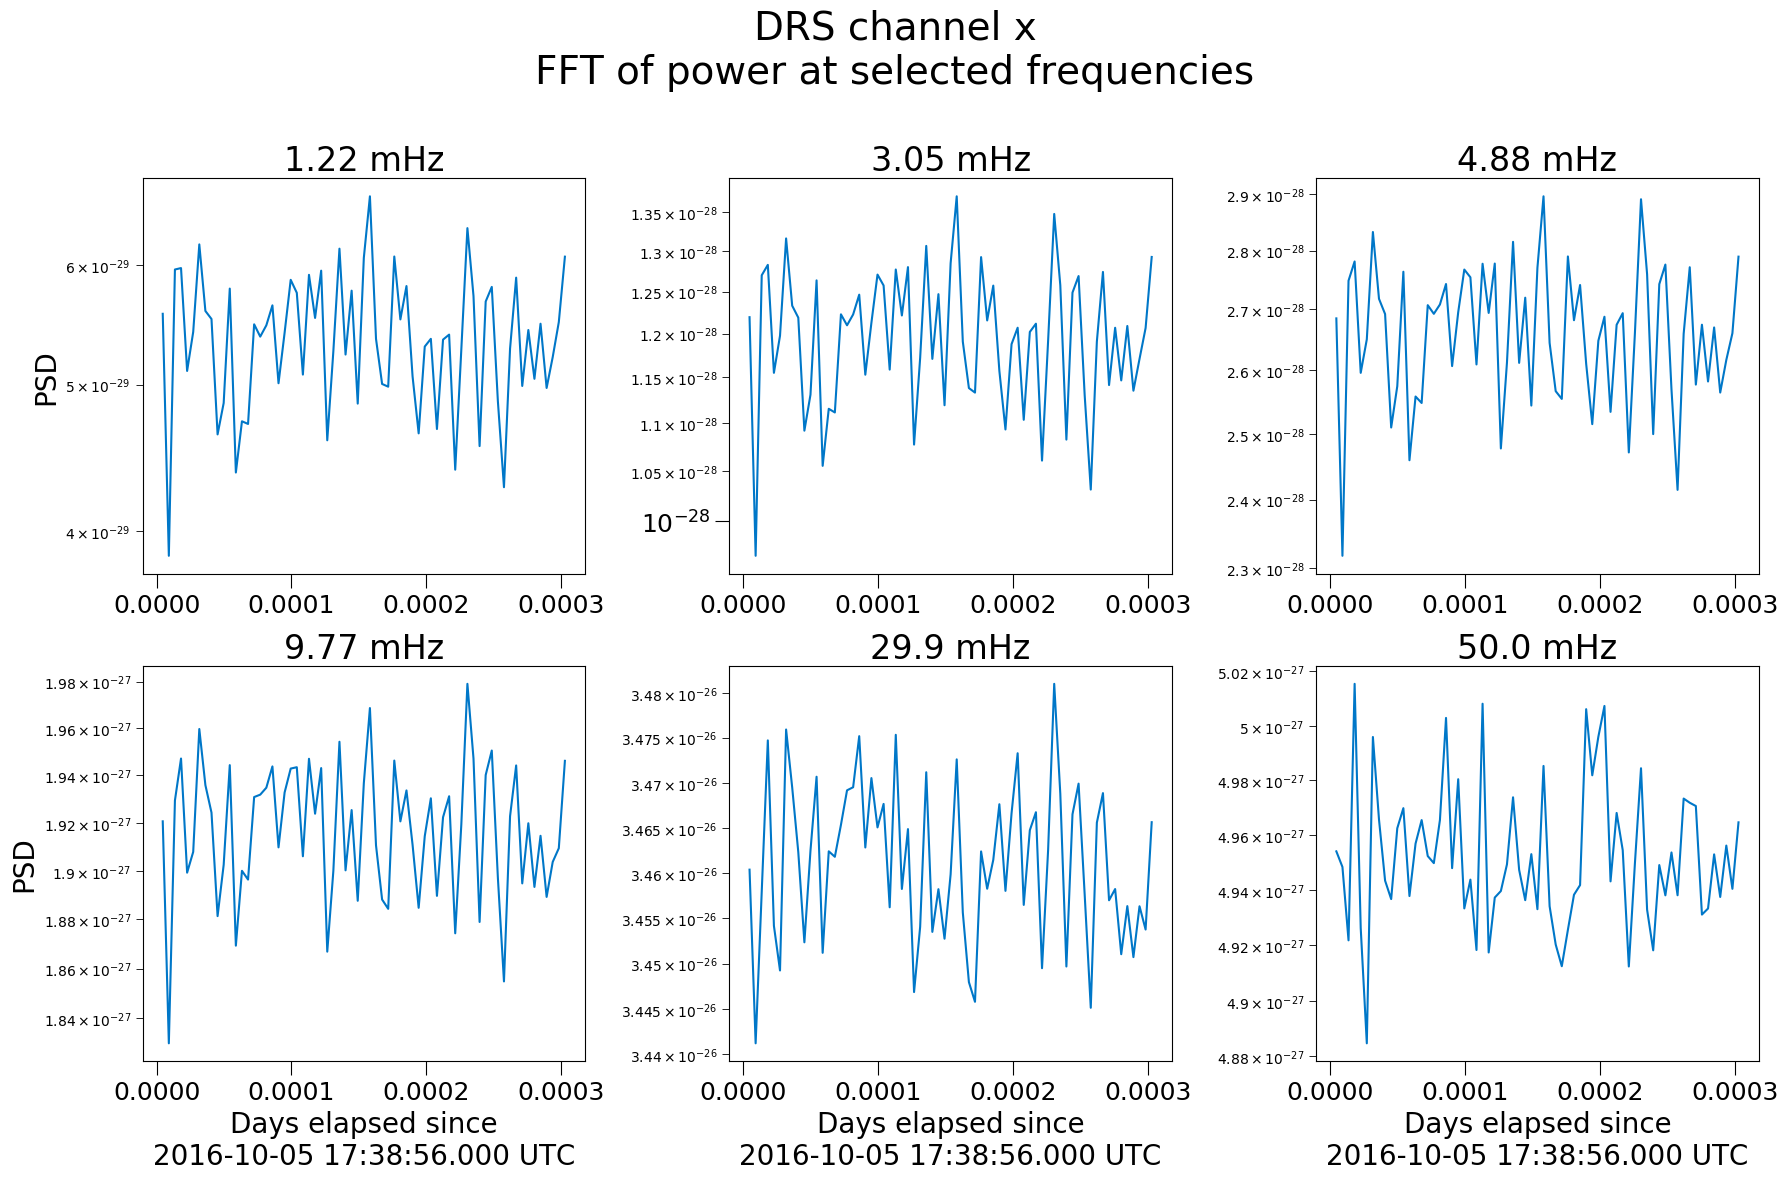 DRS channel x
FFT of power at selected frequencies
1.22 mHz
6 × 10⁻²⁹
5 × 10⁻²⁹
4 × 10⁻²⁹
PSD
0.0000 0.0001 0.0002 0.0003
3.05 mHz
1.35 × 10⁻²⁸
1.3 × 10⁻²⁸
1.25 × 10⁻²⁸
1.2 × 10⁻²⁸
1.15 × 10⁻²⁸
1.1 × 10⁻²⁸
1.05 × 10⁻²⁸
10⁻²⁸
0.0000 0.0001 0.0002 0.0003
4.88 mHz
2.9 × 10⁻²⁸
2.8 × 10⁻²⁸
2.7 × 10⁻²⁸
2.6 × 10⁻²⁸
2.5 × 10⁻²⁸
2.4 × 10⁻²⁸
2.3 × 10⁻²⁸
0.0000 0.0001 0.0002 0.0003
9.77 mHz
1.98 × 10⁻²⁷
1.96 × 10⁻²⁷
1.94 × 10⁻²⁷
1.92 × 10⁻²⁷
1.9 × 10⁻²⁷
1.88 × 10⁻²⁷
1.86 × 10⁻²⁷
1.84 × 10⁻²⁷
PSD
0.0000 0.0001 0.0002 0.0003
Days elapsed since
2016-10-05 17:38:56.000 UTC
29.9 mHz
3.48 × 10⁻²⁶
3.475 × 10⁻²⁶
3.47 × 10⁻²⁶
3.465 × 10⁻²⁶
3.46 × 10⁻²⁶
3.455 × 10⁻²⁶
3.45 × 10⁻²⁶
3.445 × 10⁻²⁶
3.44 × 10⁻²⁶
0.0000 0.0001 0.0002 0.0003
Days elapsed since
2016-10-05 17:38:56.000 UTC
50.0 mHz
5.02 × 10⁻²⁷
5 × 10⁻²⁷
4.98 × 10⁻²⁷
4.96 × 10⁻²⁷
4.94 × 10⁻²⁷
4.92 × 10⁻²⁷
4.9 × 10⁻²⁷
4.88 × 10⁻²⁷
0.0000 0.0001 0.0002 0.0003
Days elapsed since
2016-10-05 17:38:56.000 UTC